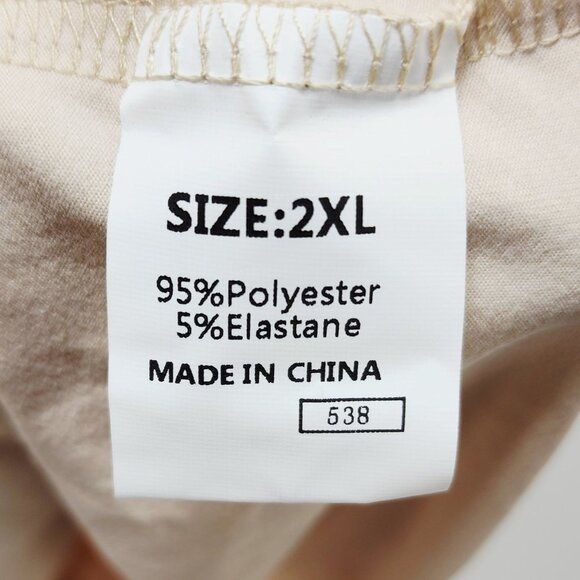 SIZE:2XL
95%Polyester
5%Elastane
MADE IN CHINA
538